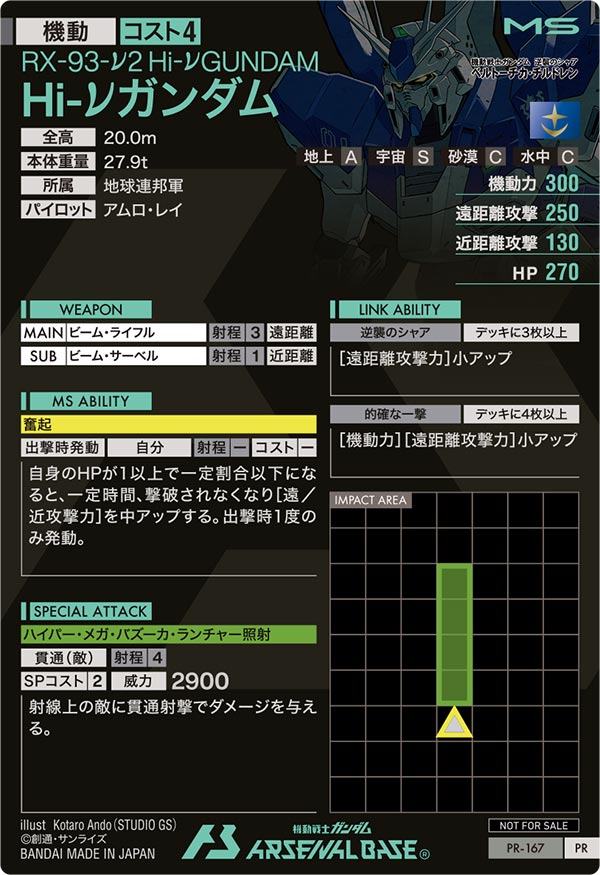 機動 コスト4
MS
RX-93-ν2 Hi-νGUNDAM
Hi-νガンダム
機動戦士ガンダム 逆襲のシャア
ベルトーチカ・チルドレン
全高 20.0m
本体重量 27.9t
所属 地球連邦軍
パイロット アムロ・レイ
地上 A 宇宙 S 砂漠 C 水中 C
機動力 300
遠距離攻撃 250
近距離攻撃 130
HP 270
WEAPON
MAIN ビーム・ライフル 射程 3 遠距離
SUB ビーム・サーベル 射程 1 近距離
MS ABILITY
奮起
出撃時発動 自分 射程 ― コスト ―
自身のHPが1以上で一定割合以下にな
ると、一定時間、撃破されなくなり[遠／
近攻撃力]を中アップする。出撃時1度の
み発動。
SPECIAL ATTACK
ハイパー・メガ・バズーカ・ランチャー照射
貫通(敵) 射程 4
SPコスト 2 威力 2900
射線上の敵に貫通射撃でダメージを与え
る。
LINK ABILITY
逆襲のシャア デッキに3枚以上
[遠距離攻撃力]小アップ
的確な一撃 デッキに4枚以上
[機動力][遠距離攻撃力]小アップ
IMPACT AREA
illust Kotaro Ando(STUDIO GS)
©創通・サンライズ
BANDAI MADE IN JAPAN
機動戦士ガンダム
ARSENAL BASE®
NOT FOR SALE
PR-167 PR